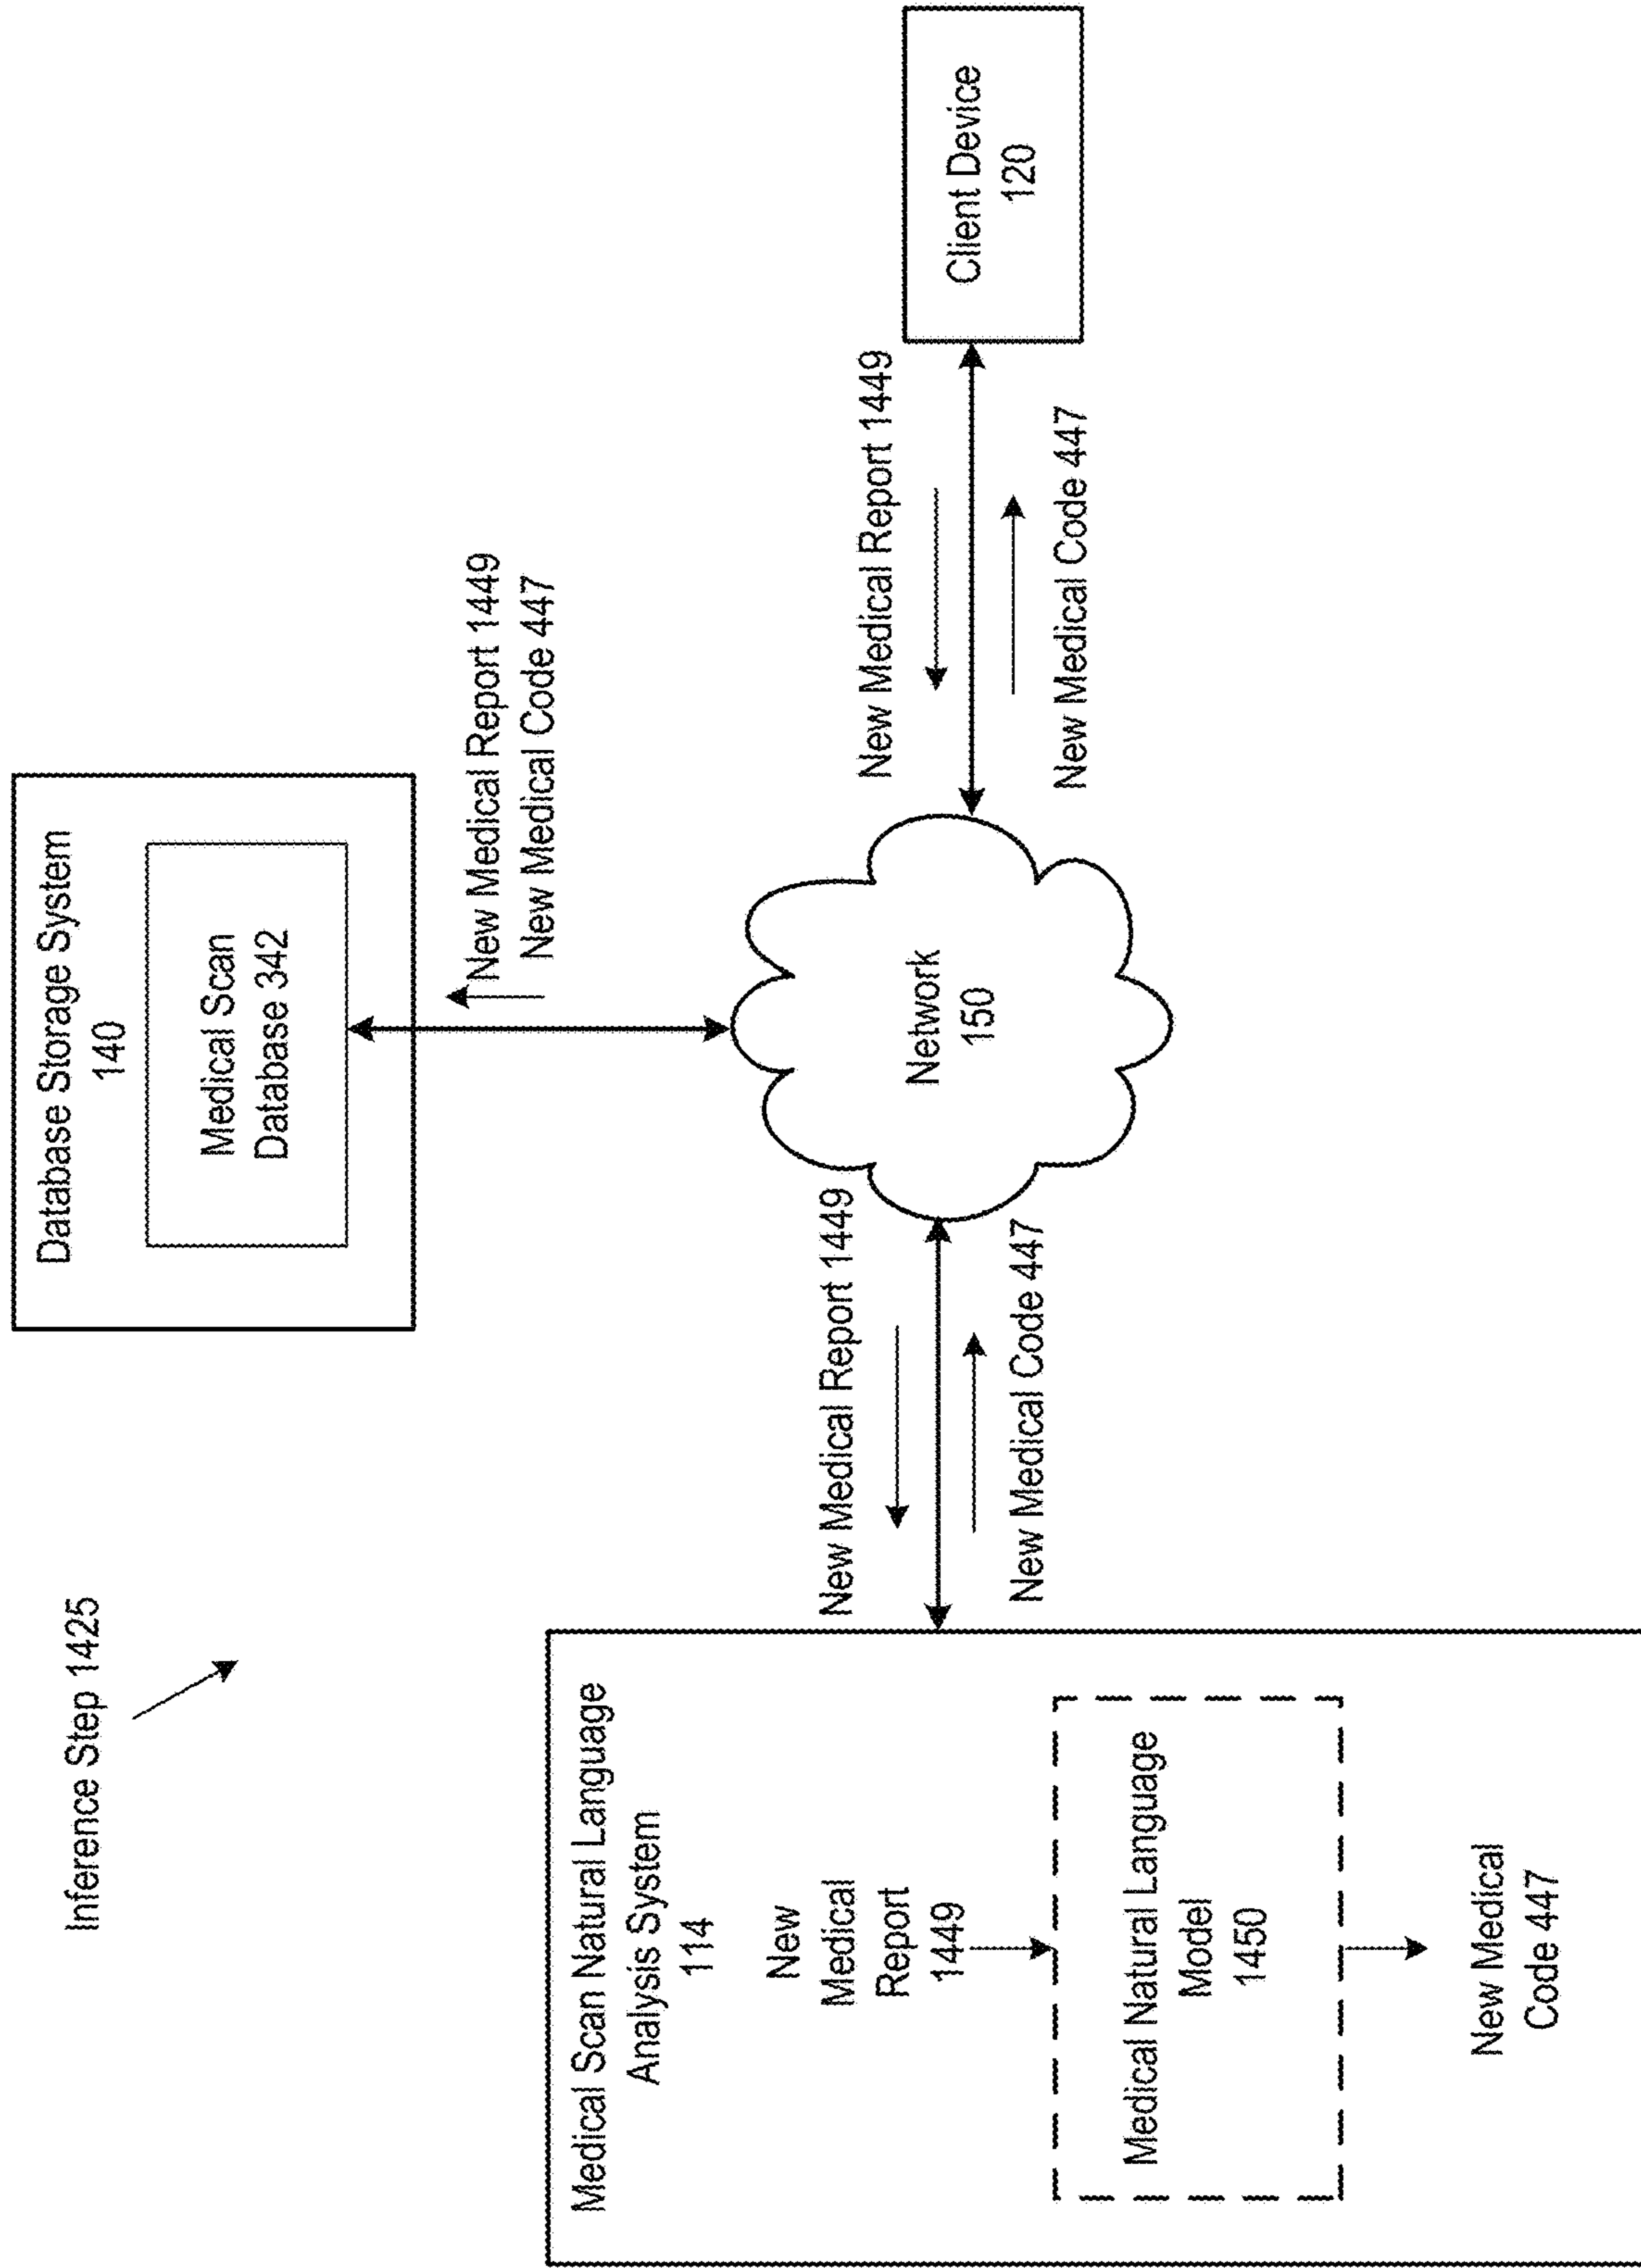 Inference Step 1425
Database Storage System
140
Medical Scan
Database 342
New Medical Report 1449
New Medical Code 447
Medical Scan Natural Language
Analysis System
114
New
Medical
Report
1449
Medical Natural Language
Model
1450
New Medical
Code 447
New Medical Report 1449
New Medical Code 447
Network
150
New Medical Report 1449
New Medical Code 447
Client Device
120